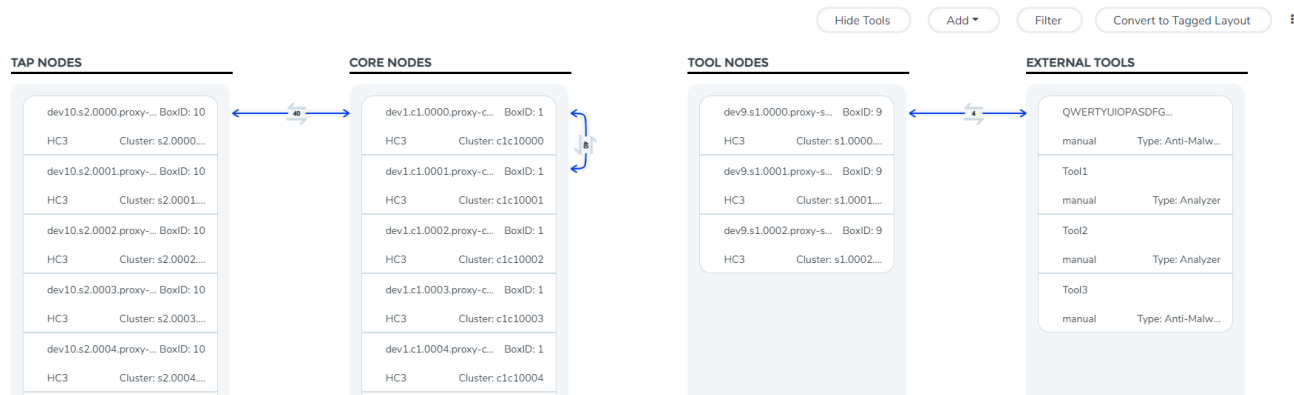 Hide Tools Add Filter Convert to Tagged Layout
TAP NODES CORE NODES TOOL NODES EXTERNAL TOOLS
dev10.s2.0000.proxy-... BoxID: 10 40 dev1.c1.0000.proxy-c... BoxID: 1 dev9.s1.0000.proxy-s... BoxID: 9 4 QWERTYUIOPASDFG...
HC3 Cluster: s2.0000.... HC3 Cluster: c1c10000 HC3 Cluster: s1.0000.... manual Type: Anti-Malw...
dev10.s2.0001.proxy-... BoxID: 10 dev1.c1.0001.proxy-c... BoxID: 1 dev9.s1.0001.proxy-s... BoxID: 9 Tool1
HC3 Cluster: s2.0001.... HC3 Cluster: c1c10001 HC3 Cluster: s1.0001.... manual Type: Analyzer
dev10.s2.0002.proxy-... BoxID: 10 dev1.c1.0002.proxy-c... BoxID: 1 dev9.s1.0002.proxy-s... BoxID: 9 Tool2
HC3 Cluster: s2.0002.... HC3 Cluster: c1c10002 HC3 Cluster: s1.0002.... manual Type: Analyzer
dev10.s2.0003.proxy-... BoxID: 10 dev1.c1.0003.proxy-c... BoxID: 1 Tool3
HC3 Cluster: s2.0003.... HC3 Cluster: c1c10003 manual Type: Anti-Malw...
dev10.s2.0004.proxy-... BoxID: 10 dev1.c1.0004.proxy-c... BoxID: 1
HC3 Cluster: s2.0004.... HC3 Cluster: c1c10004